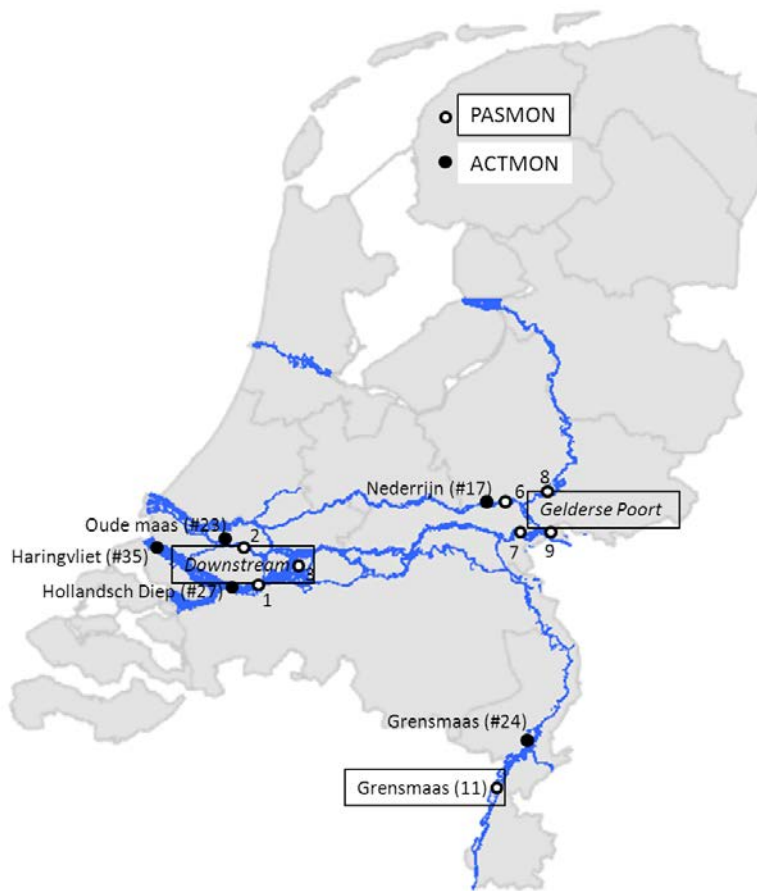 PASMON
ACTMON
8
Nederrijn (#17)
6
Gelderse Poort
Oude maas (#23)
2
7
9
Haringvliet (#35)
Downstream
3
Hollandsch Diep (#27)
1
Grensmaas (#24)
Grensmaas (11)